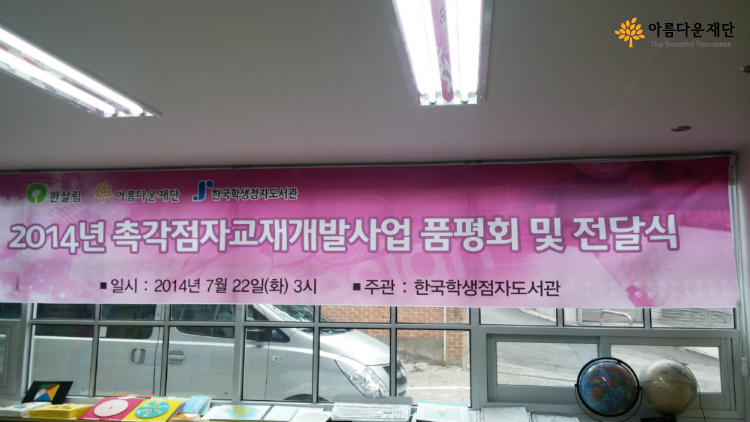 아름다운재단
The Beautiful Foundation
한살림 아름다운재단 한국학생점자도서관
2014년 촉각점자교재개발사업 품평회 및 전달식
■ 일시 : 2014년 7월 22일(화) 3시 ■ 주관 : 한국학생점자도서관